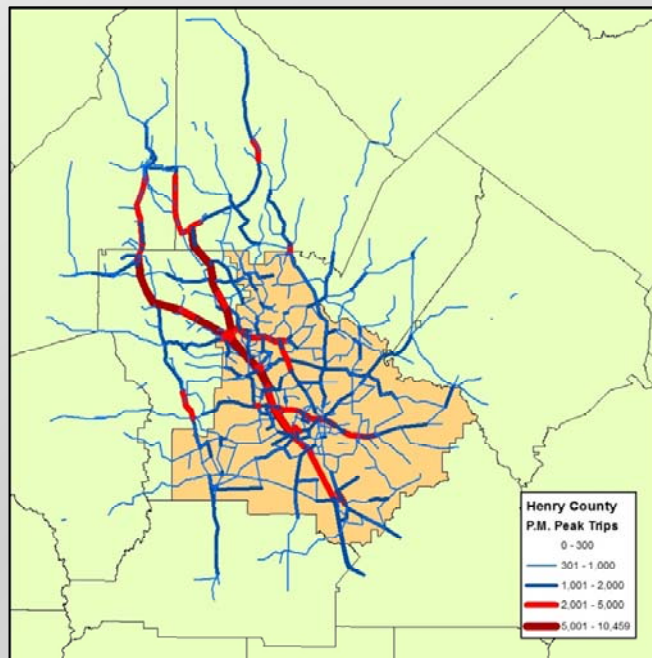 Henry County
P.M. Peak Trips
0 - 300
301 - 1,000
1,001 - 2,000
2,001 - 5,000
5,001 - 10,459